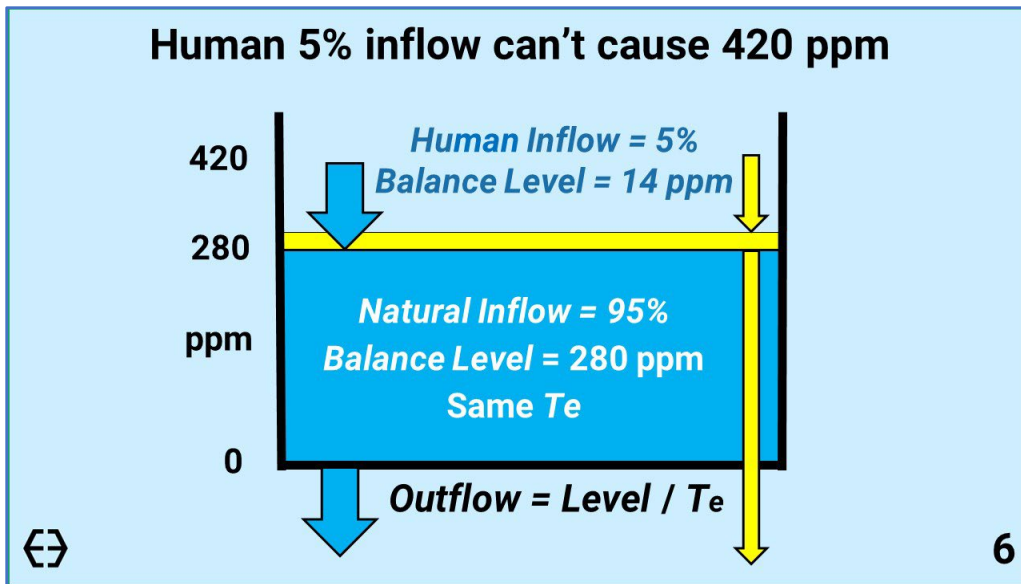 Human 5% inflow can't cause 420 ppm
420
Human Inflow = 5%
Balance Level = 14 ppm
280
Natural Inflow = 95%
ppm
Balance Level = 280 ppm
Same Te
0
Outflow = Level / Te
6